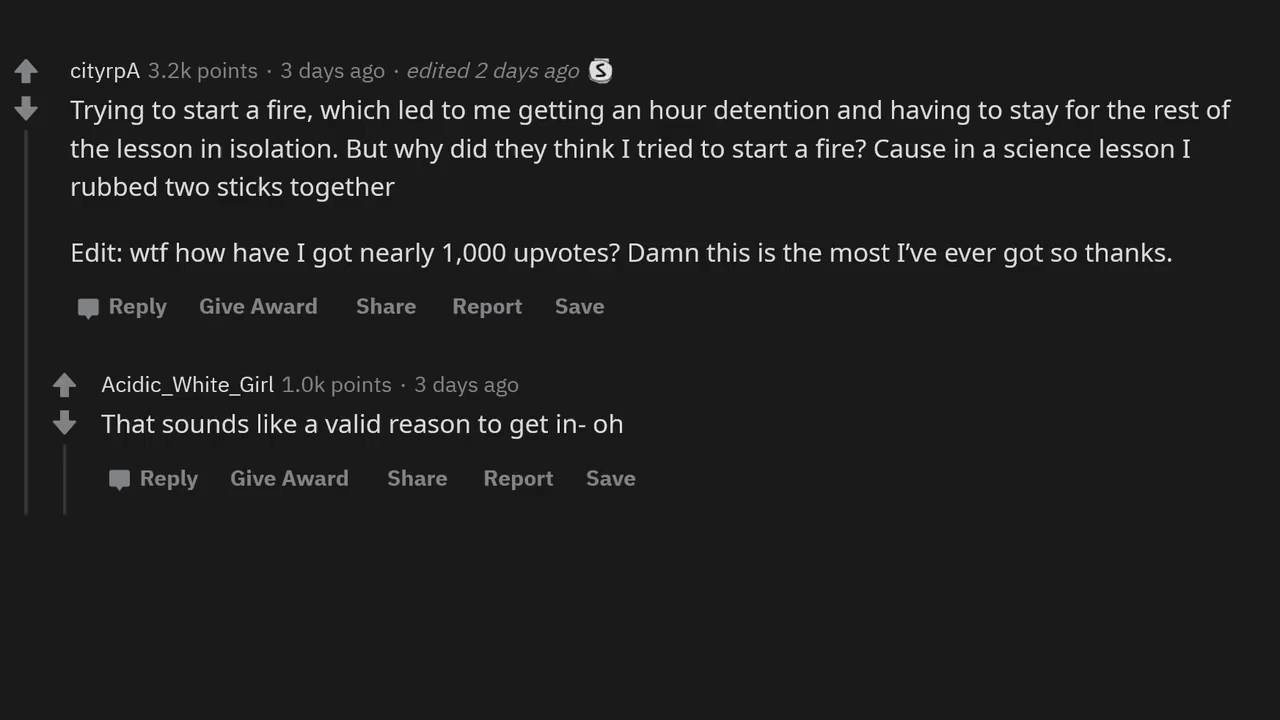 cityrpA 3.2k points · 3 days ago · edited 2 days ago S
Trying to start a fire, which led to me getting an hour detention and having to stay for the rest of
the lesson in isolation. But why did they think I tried to start a fire? Cause in a science lesson I
rubbed two sticks together
Edit: wtf how have I got nearly 1,000 upvotes? Damn this is the most I’ve ever got so thanks.
Reply Give Award Share Report Save
Acidic_White_Girl 1.0k points · 3 days ago
That sounds like a valid reason to get in- oh
Reply Give Award Share Report Save